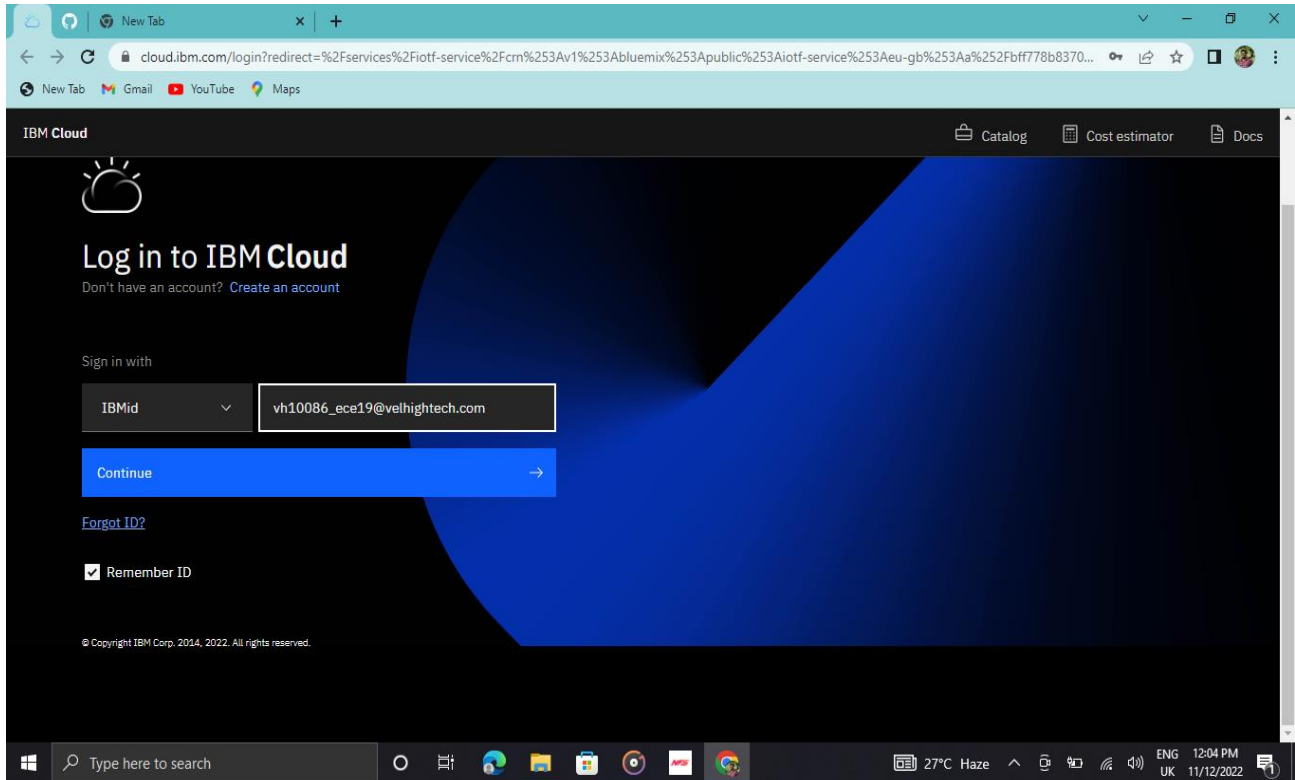 New Tab
cloud.ibm.com/login?redirect=%2Fservices%2Fiotf-service%2Fcrn%253Av1%253Abluemix%253Apublic%253Aiotf-service%253Aeu-gb%253Aa%252Fbff778b8370...
New Tab Gmail YouTube Maps
IBM Cloud Catalog Cost estimator Docs
Log in to IBM Cloud
Don't have an account? Create an account
Sign in with
IBMid vh10086_ece19@velhightech.com
Continue
Forgot ID?
Remember ID
© Copyright IBM Corp. 2014, 2022. All rights reserved.
Type here to search 27°C Haze ENG 12:04 PM
UK 11/12/2022 1